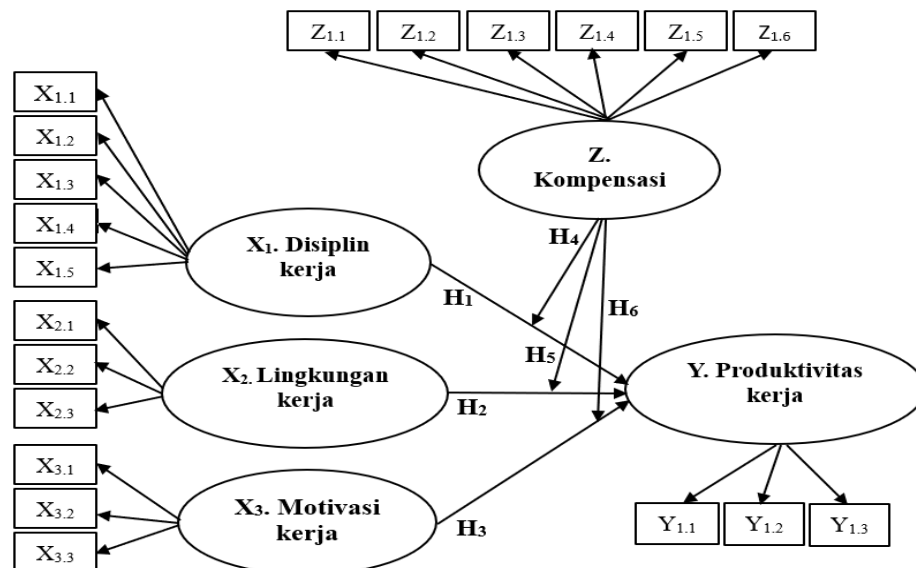 Z1.1 Z1.2 Z1.3 Z1.4 Z1.5 Z1.6
X1.1
X1.2
X1.3
X1.4
X1.5
Z.
Kompensasi
X1. Disiplin
kerja
H4
H1
H6
H5
X2.1
X2.2
X2.3
X2. Lingkungan
kerja
H2
Y. Produktivitas
kerja
X3.1
X3.2
X3.3
X3. Motivasi
kerja
H3
Y1.1 Y1.2 Y1.3